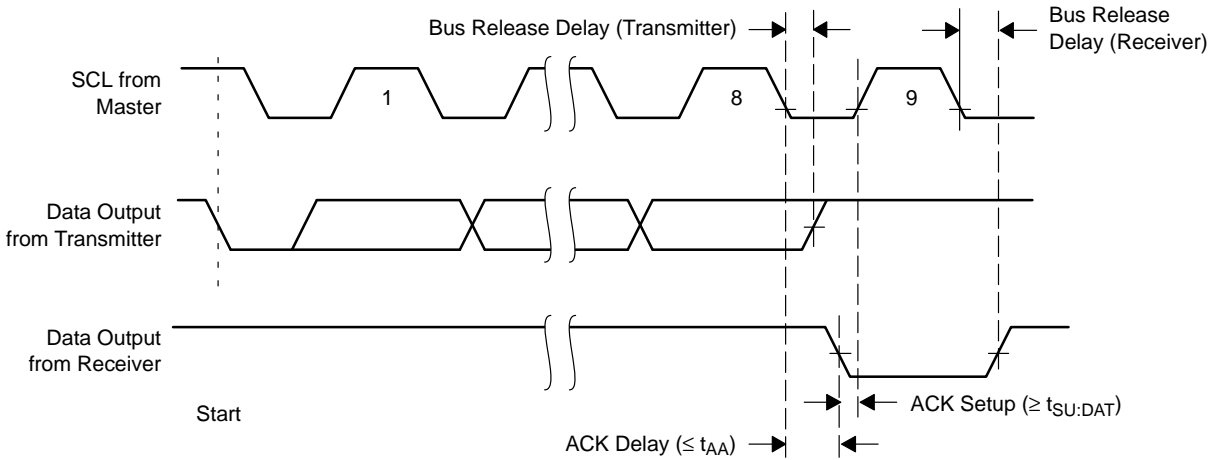 Bus Release Delay (Transmitter)
Bus Release
Delay (Receiver)
SCL from
Master
1
8
9
Data Output
from Transmitter
Data Output
from Receiver
Start
ACK Setup (≥ tSU:DAT)
ACK Delay (≤ tAA)